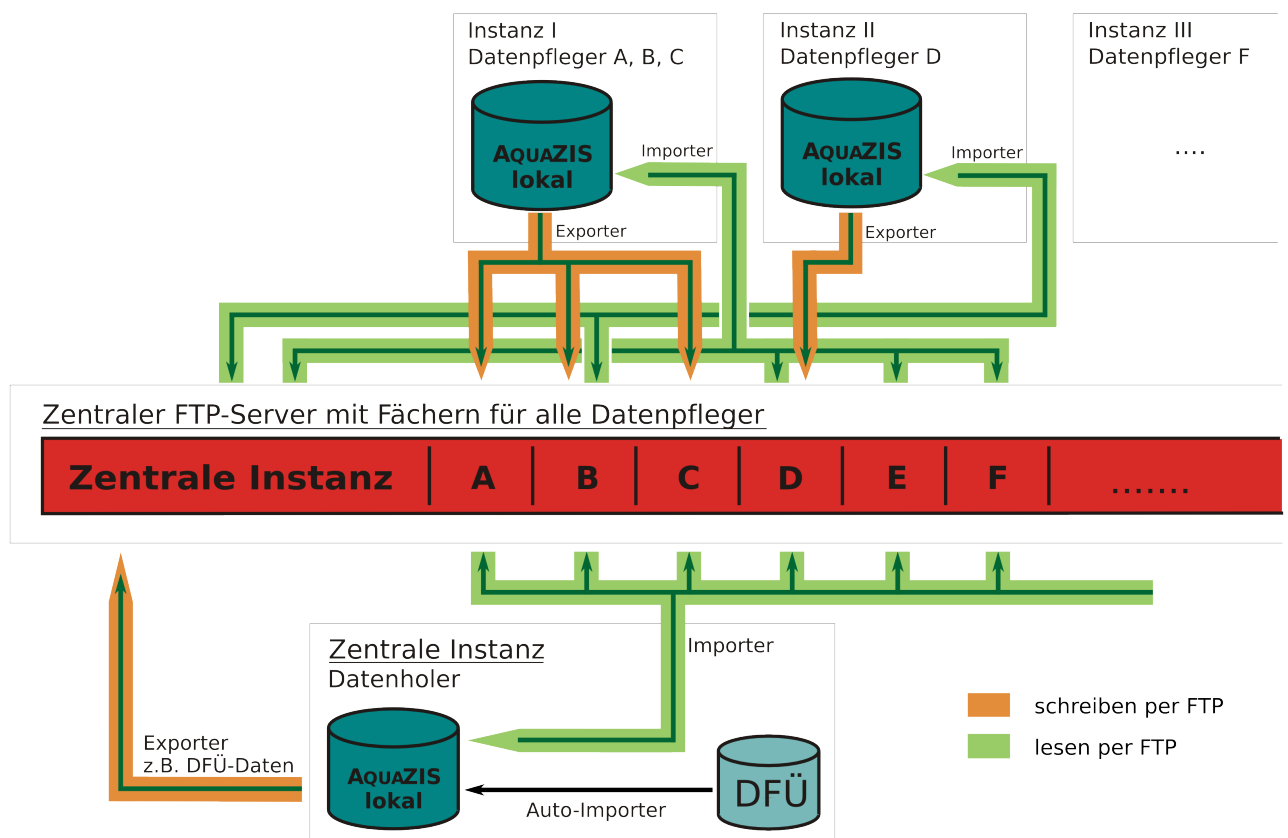 Instanz I
Datenpfleger A, B, C
Instanz II
Datenpfleger D
Instanz III
Datenpfleger F
AQUAZIS
lokal
Importer
AQUAZIS
lokal
Importer
....
Exporter
Exporter
Zentraler FTP-Server mit Fächern für alle Datenpfleger
Zentrale Instanz
A
B
C
D
E
F
.......
Zentrale Instanz
Datenholer
Importer
schreiben per FTP
lesen per FTP
Exporter
z.B. DFÜ-Daten
AQUAZIS
lokal
Auto-Importer
DFÜ